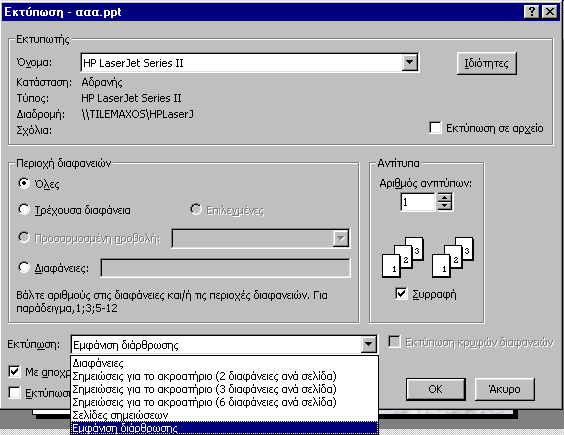 Εκτύπωση - ααα.ppt
Εκτυπωτής
Όνομα: HP LaserJet Series II Ιδιότητες
Κατάσταση: Αδρανής
Τύπος: HP LaserJet Series II
Διαδρομή: \\TILEMAXOS\HPLaserJ
Σχόλια: Εκτύπωση σε αρχείο
Περιοχή διαφανειών Αντίτυπα
Όλες Αριθμός αντιτύπων:
Τρέχουσα διαφάνεια Επιλεγμένες 1
Προσαρμοσμένη προβολή:
Διαφάνειες: 1 2 3 1 2 3
Βάλτε αριθμούς στις διαφάνειες και/ή τις περιοχές διαφανειών. Για Συρραφή
παράδειγμα,1;3;5-12
Εκτύπωση: Εμφάνιση διάρθρωσης Εκτύπωση κρυφών διαφανειών
Διαφάνειες
Με αποχρ Σημειώσεις για το ακροατήριο (2 διαφάνειες ανά σελίδα)
Σημειώσεις για το ακροατήριο (3 διαφάνειες ανά σελίδα) OK Άκυρο
Εκτύπωσ Σημειώσεις για το ακροατήριο (6 διαφάνειες ανά σελίδα)
Σελίδες σημειώσεων
Εμφάνιση διάρθρωσης